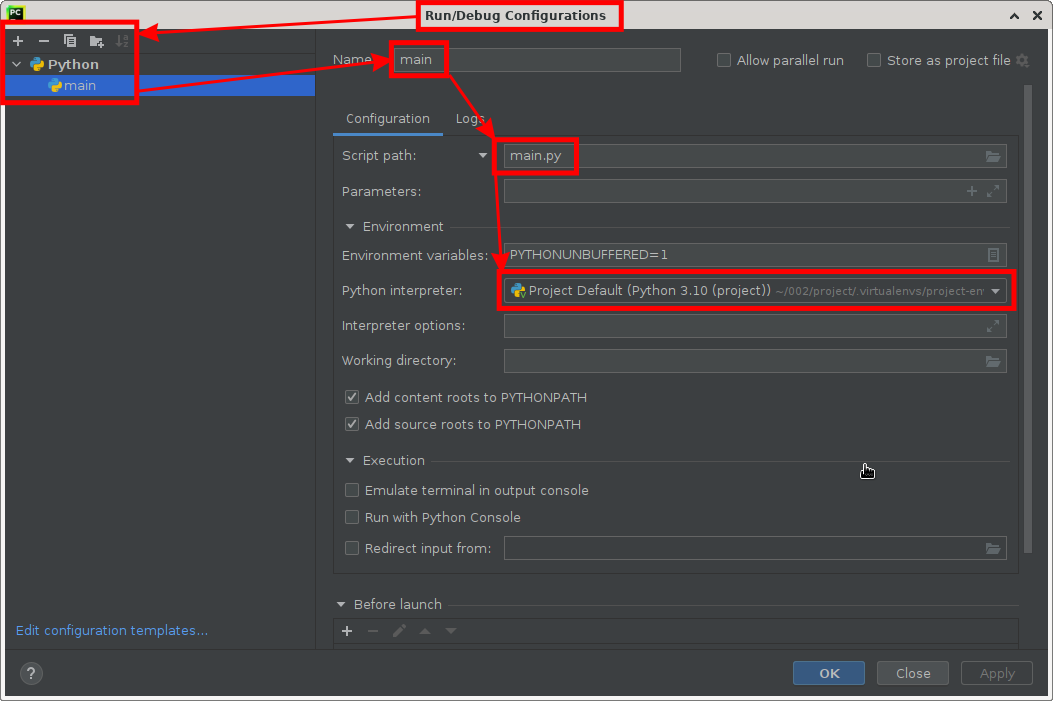 PC
Run/Debug Configurations
Python
main
Name
main
Allow parallel run
Store as project file
Configuration
Logs
Script path:
main.py
Parameters:
Environment
Environment variables:
PYTHONUNBUFFERED=1
Python interpreter:
Project Default (Python 3.10 (project)) ~/002/project/.virtualenvs/project-en
Interpreter options:
Working directory:
Add content roots to PYTHONPATH
Add source roots to PYTHONPATH
Execution
Emulate terminal in output console
Run with Python Console
Redirect input from:
Before launch
Edit configuration templates...
?
OK
Close
Apply